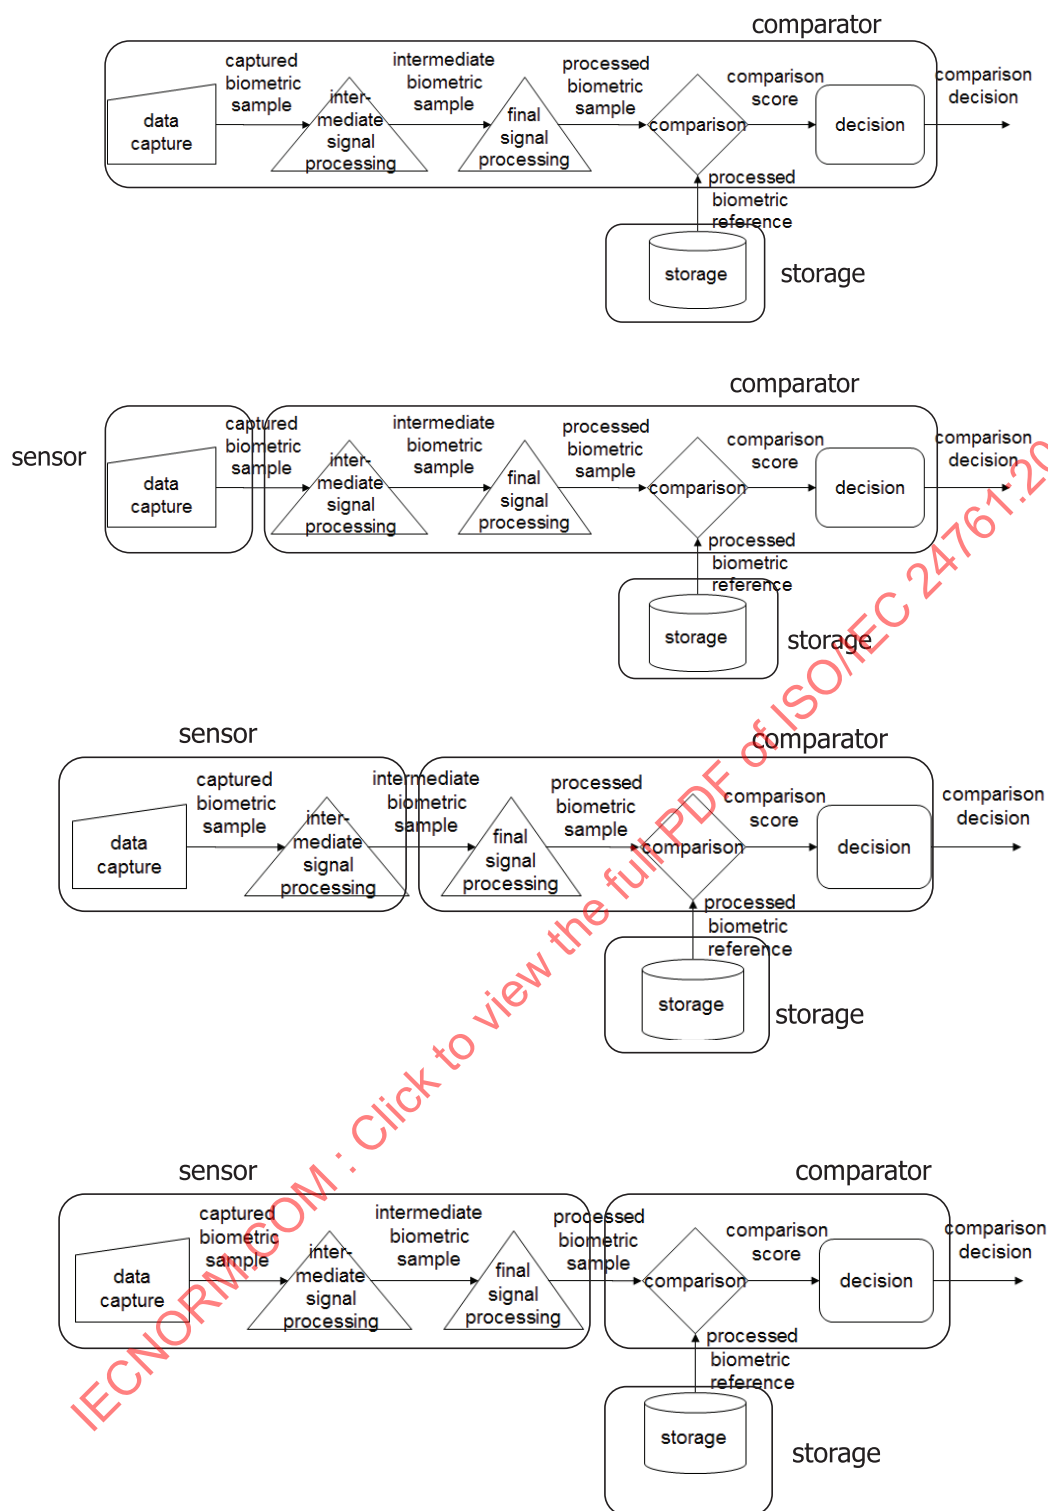 comparator
captured
biometric
sample
intermediate
biometric
sample
processed
biometric
sample
comparison
score
comparison
decision
data
capture
inter-
mediate
signal
processing
final
signal
processing
comparison
decision
processed
biometric
reference
storage
storage
comparator
sensor
captured
biometric
sample
intermediate
biometric
sample
processed
biometric
sample
comparison
score
comparison
decision
data
capture
inter-
mediate
signal
processing
final
signal
processing
comparison
decision
processed
biometric
reference
storage
storage
sensor
comparator
captured
biometric
sample
intermediate
biometric
sample
processed
biometric
sample
comparison
score
comparison
decision
data
capture
inter-
mediate
signal
processing
final
signal
processing
comparison
decision
processed
biometric
reference
storage
storage
sensor
comparator
captured
biometric
sample
intermediate
biometric
sample
processed
biometric
sample
comparison
score
comparison
decision
data
capture
inter-
mediate
signal
processing
final
signal
processing
comparison
decision
processed
biometric
reference
storage
storage
IECNORM.COM : Click to view the full PDF of ISO/IEC 24761:20